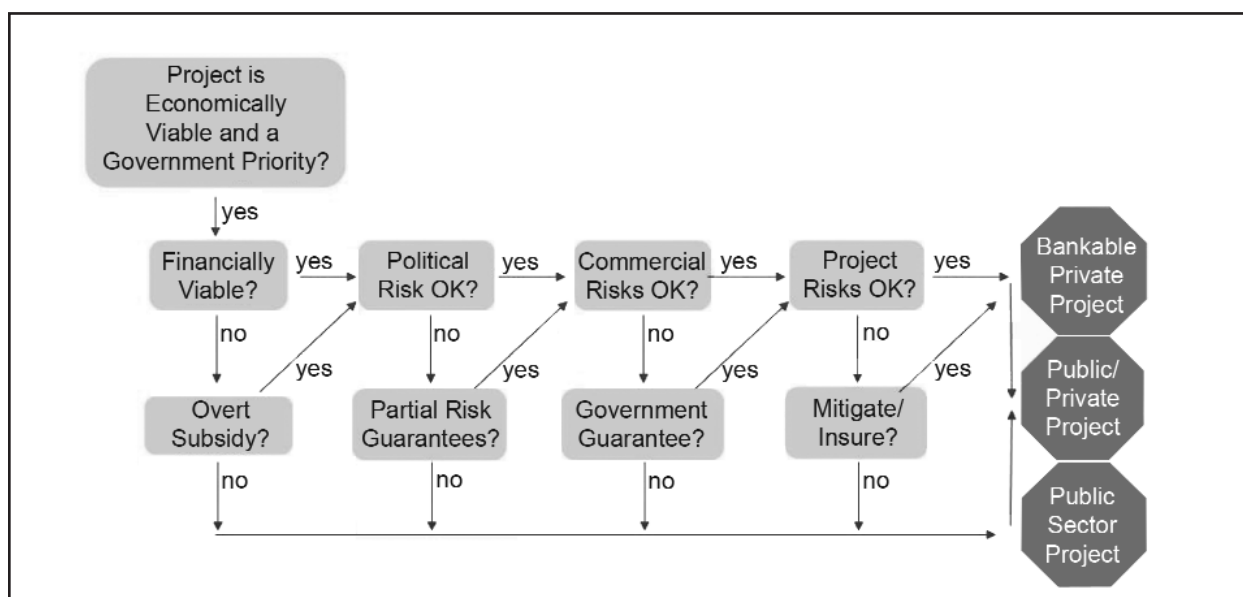 Project is
Economically
Viable and a
Government Priority?
yes
Financially
Viable?
yes
Political
Risk OK?
yes
Commercial
Risks OK?
yes
Project
Risks OK?
yes
Bankable
Private
Project
no
yes
no
yes
no
yes
no
yes
Overt
Subsidy?
Partial Risk
Guarantees?
Government
Guarantee?
Mitigate/
Insure?
Public/
Private
Project
no
no
no
no
Public
Sector
Project